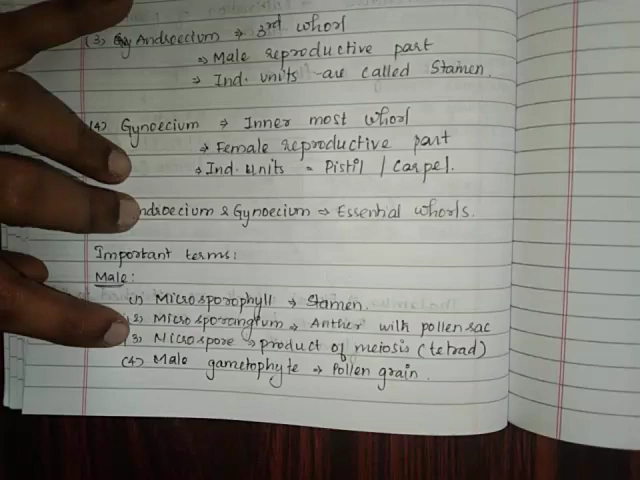 (3) Androecium → 3rd whorl
→ Male reproductive part
→ Ind. units are called Stamen.
(4) Gynoecium → Inner most whorl
→ Female reproductive part
→ Ind. units = Pistil / Carpel.
ndroecium & Gynoecium → Essential whorls.
Important terms:
Male:
1) Microsporophyll → Stamen.
(2) Microsporangium → Anther with pollen sac
(3) Microspore → product of meiosis (tetrad)
(4) Male gametophyte → Pollen grain.